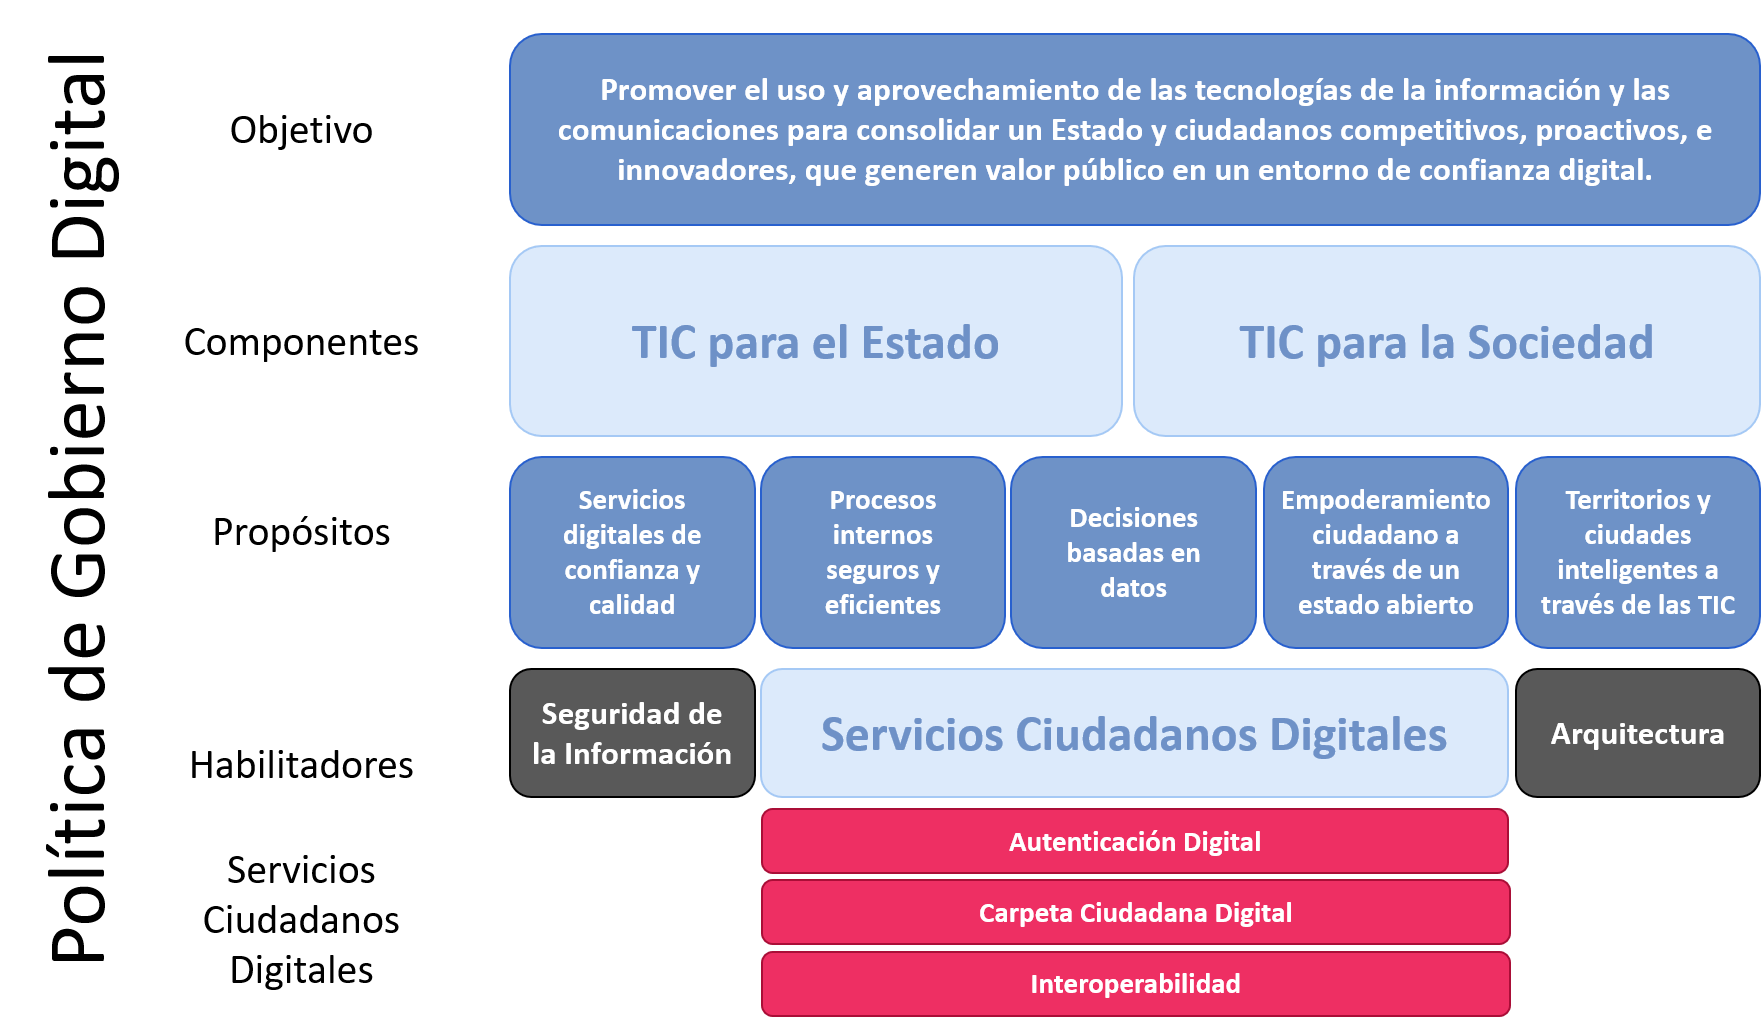 Política de Gobierno Digital
Objetivo
Promover el uso y aprovechamiento de las tecnologías de la información y las
comunicaciones para consolidar un Estado y ciudadanos competitivos, proactivos, e
innovadores, que generen valor público en un entorno de confianza digital.
Componentes
TIC para el Estado
TIC para la Sociedad
Propósitos
Servicios
digitales de
confianza y
calidad
Procesos
internos
seguros y
eficientes
Decisiones
basadas en
datos
Empoderamiento
ciudadano a
través de un
estado abierto
Territorios y
ciudades
inteligentes a
través de las TIC
Habilitadores
Seguridad de
la Información
Servicios Ciudadanos Digitales
Arquitectura
Servicios
Ciudadanos
Digitales
Autenticación Digital
Carpeta Ciudadana Digital
Interoperabilidad